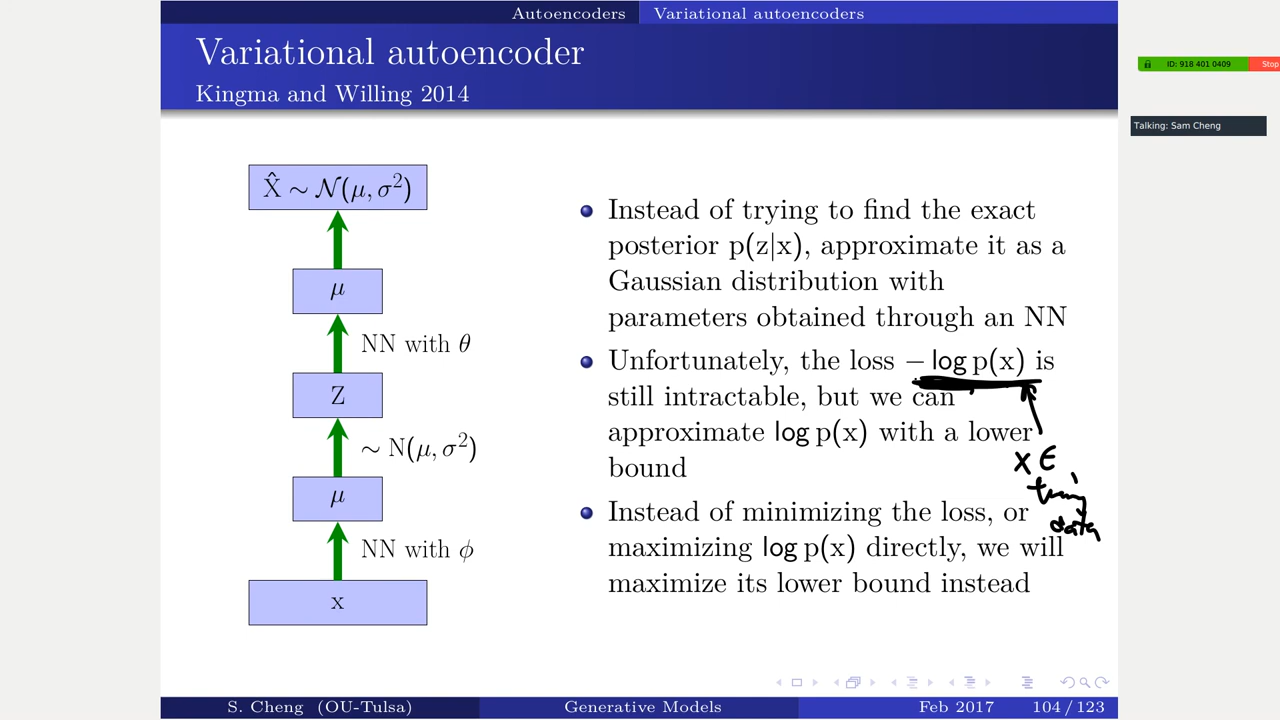 Autoencoders Variational autoencoders
Variational autoencoder
Kingma and Willing 2014
ID: 918 401 0409 Stop
Talking: Sam Cheng
X̂ ∼ 𝒩(μ, σ²)
μ
NN with θ
Z
∼ N(μ, σ²)
μ
NN with ϕ
x
Instead of trying to find the exact
posterior p(z|x), approximate it as a
Gaussian distribution with
parameters obtained through an NN
Unfortunately, the loss − log p(x) is
still intractable, but we can
approximate log p(x) with a lower
bound
x ∈
data
Instead of minimizing the loss, or
maximizing log p(x) directly, we will
maximize its lower bound instead
S. Cheng (OU-Tulsa) Generative Models Feb 2017 104 / 123